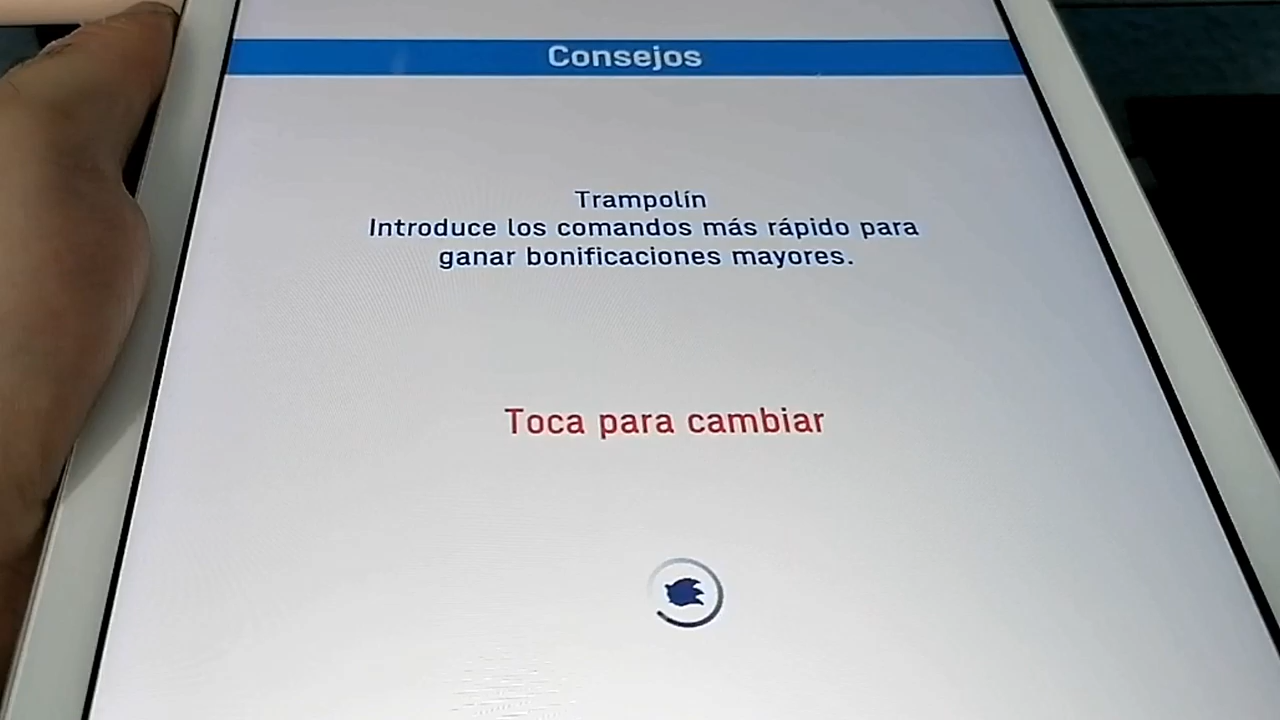 Consejos
Trampolín
Introduce los comandos más rápido para
ganar bonificaciones mayores.
Toca para cambiar